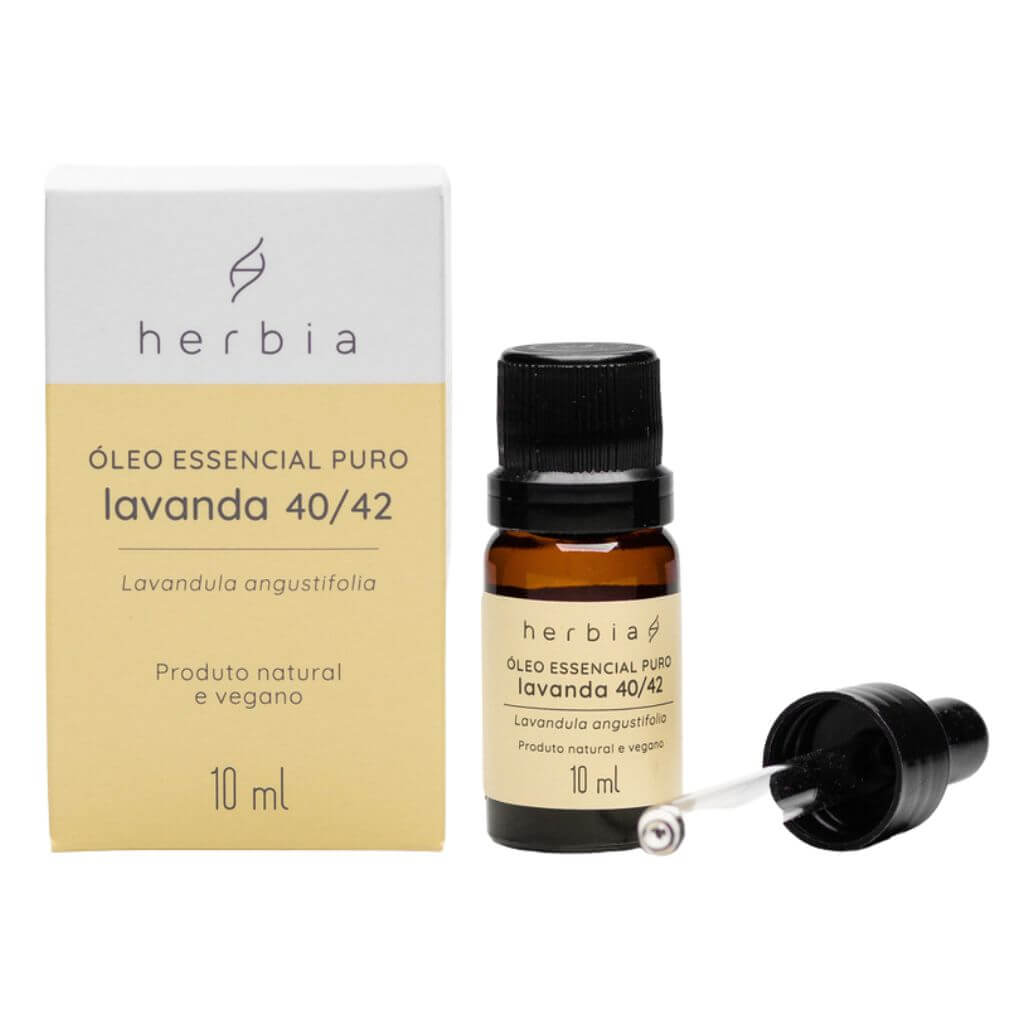 herbia
ÓLEO ESSENCIAL PURO
lavanda 40/42
Lavandula angustifolia
Produto natural
e vegano
10 ml
herbia
ÓLEO ESSENCIAL PURO
lavanda 40/42
Lavandula angustifolia
Produto natural e vegano
10 ml